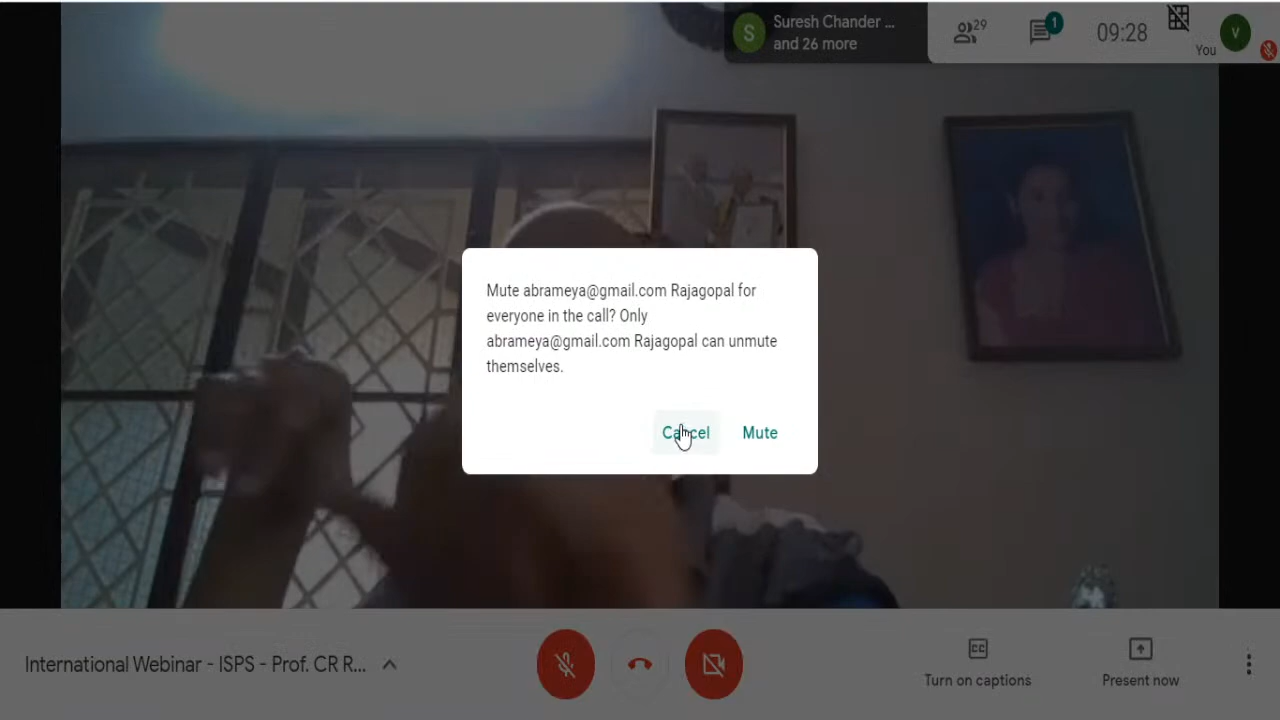 S
Suresh Chander ...
and 26 more
29
1
09:28
You
V
Mute abrameya@gmail.com Rajagopal for
everyone in the call? Only
abrameya@gmail.com Rajagopal can unmute
themselves.
Cancel
Mute
International Webinar - ISPS - Prof. CR R...
CC
Turn on captions
Present now